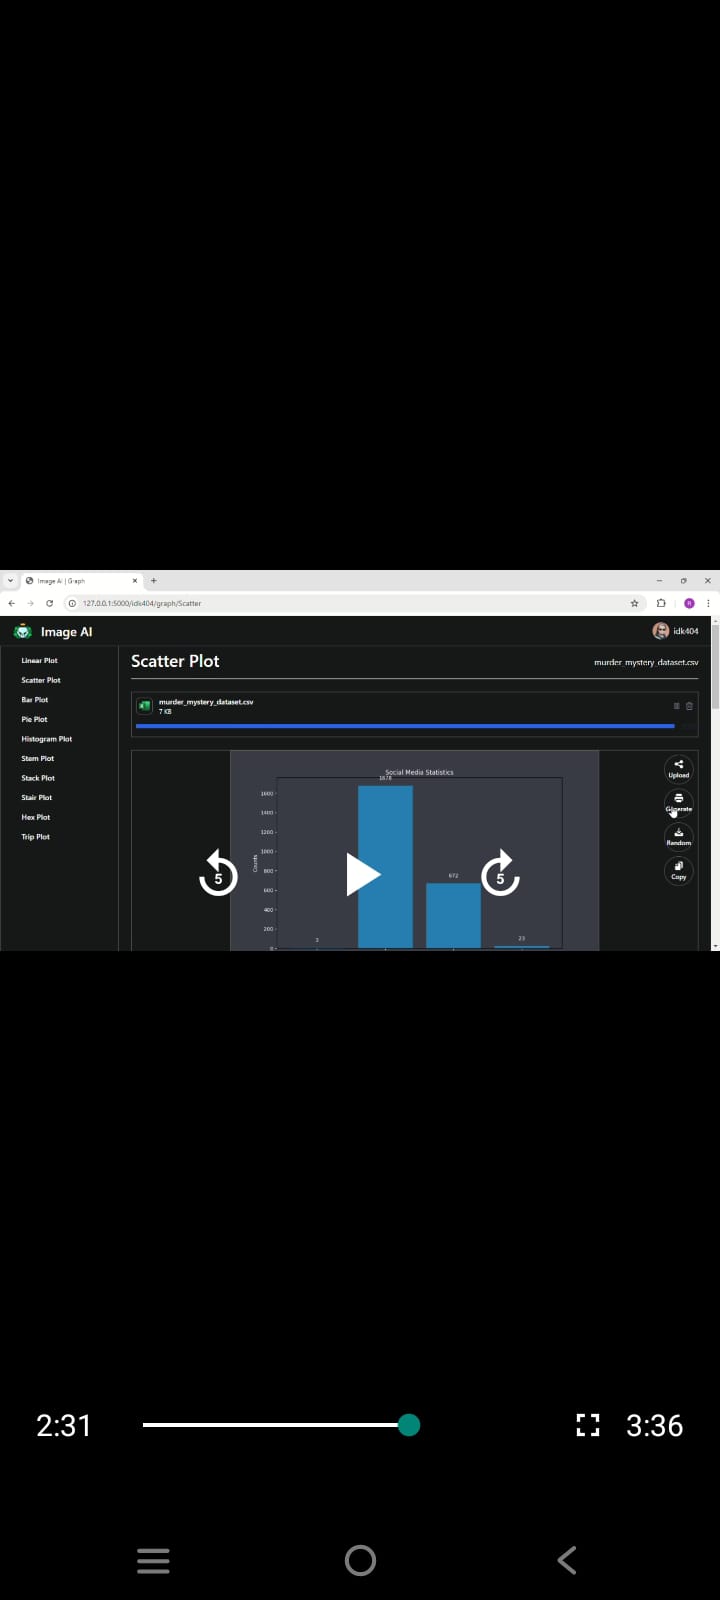 Image AI | Graph
127.0.0.1:5000/idk404/graph/Scatter
Image AI
idk404
Linear Plot
Scatter Plot
Bar Plot
Pie Plot
Histogram Plot
Stem Plot
Stack Plot
Stair Plot
Hex Plot
Trip Plot
Scatter Plot
murder_mystery_dataset.csv
murder_mystery_dataset.csv
7 KB
Social Media Statistics
1678
1600
1400
1200
1000
800
600
400
200
0
Counts
3
672
23
Upload
Generate
Random
Copy
5
5
2:31
3:36